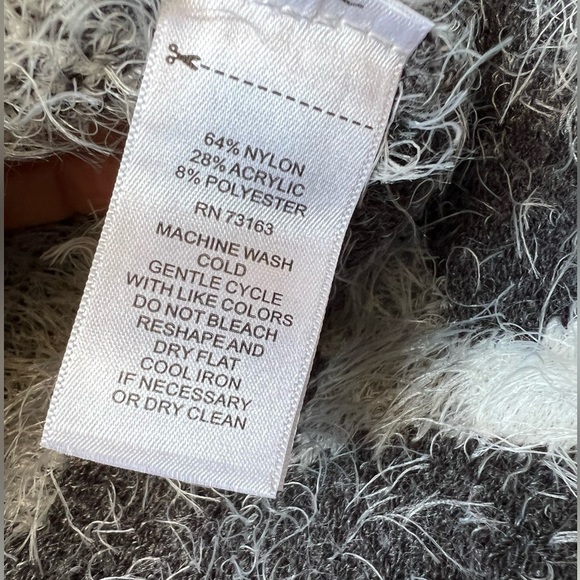 64% NYLON
28% ACRYLIC
8% POLYESTER
RN 73163
MACHINE WASH
COLD
GENTLE CYCLE
WITH LIKE COLORS
DO NOT BLEACH
RESHAPE AND
DRY FLAT
COOL IRON
IF NECESSARY
OR DRY CLEAN